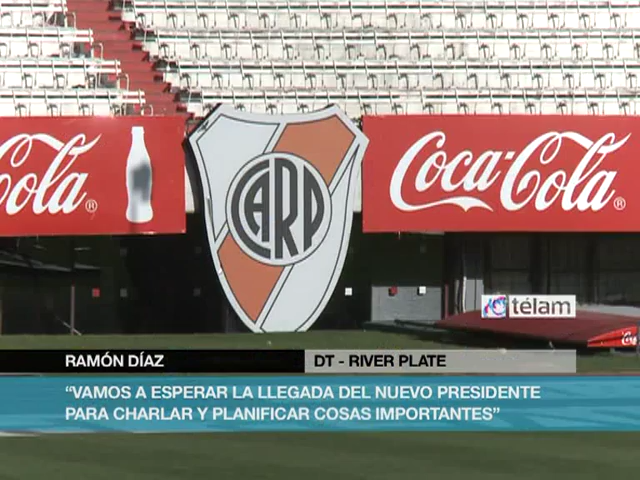 Coca-Cola ®
CARP
Coca-Cola ®
télam
RAMÓN DÍAZ
DT - RIVER PLATE
“VAMOS A ESPERAR LA LLEGADA DEL NUEVO PRESIDENTE
PARA CHARLAR Y PLANIFICAR COSAS IMPORTANTES”